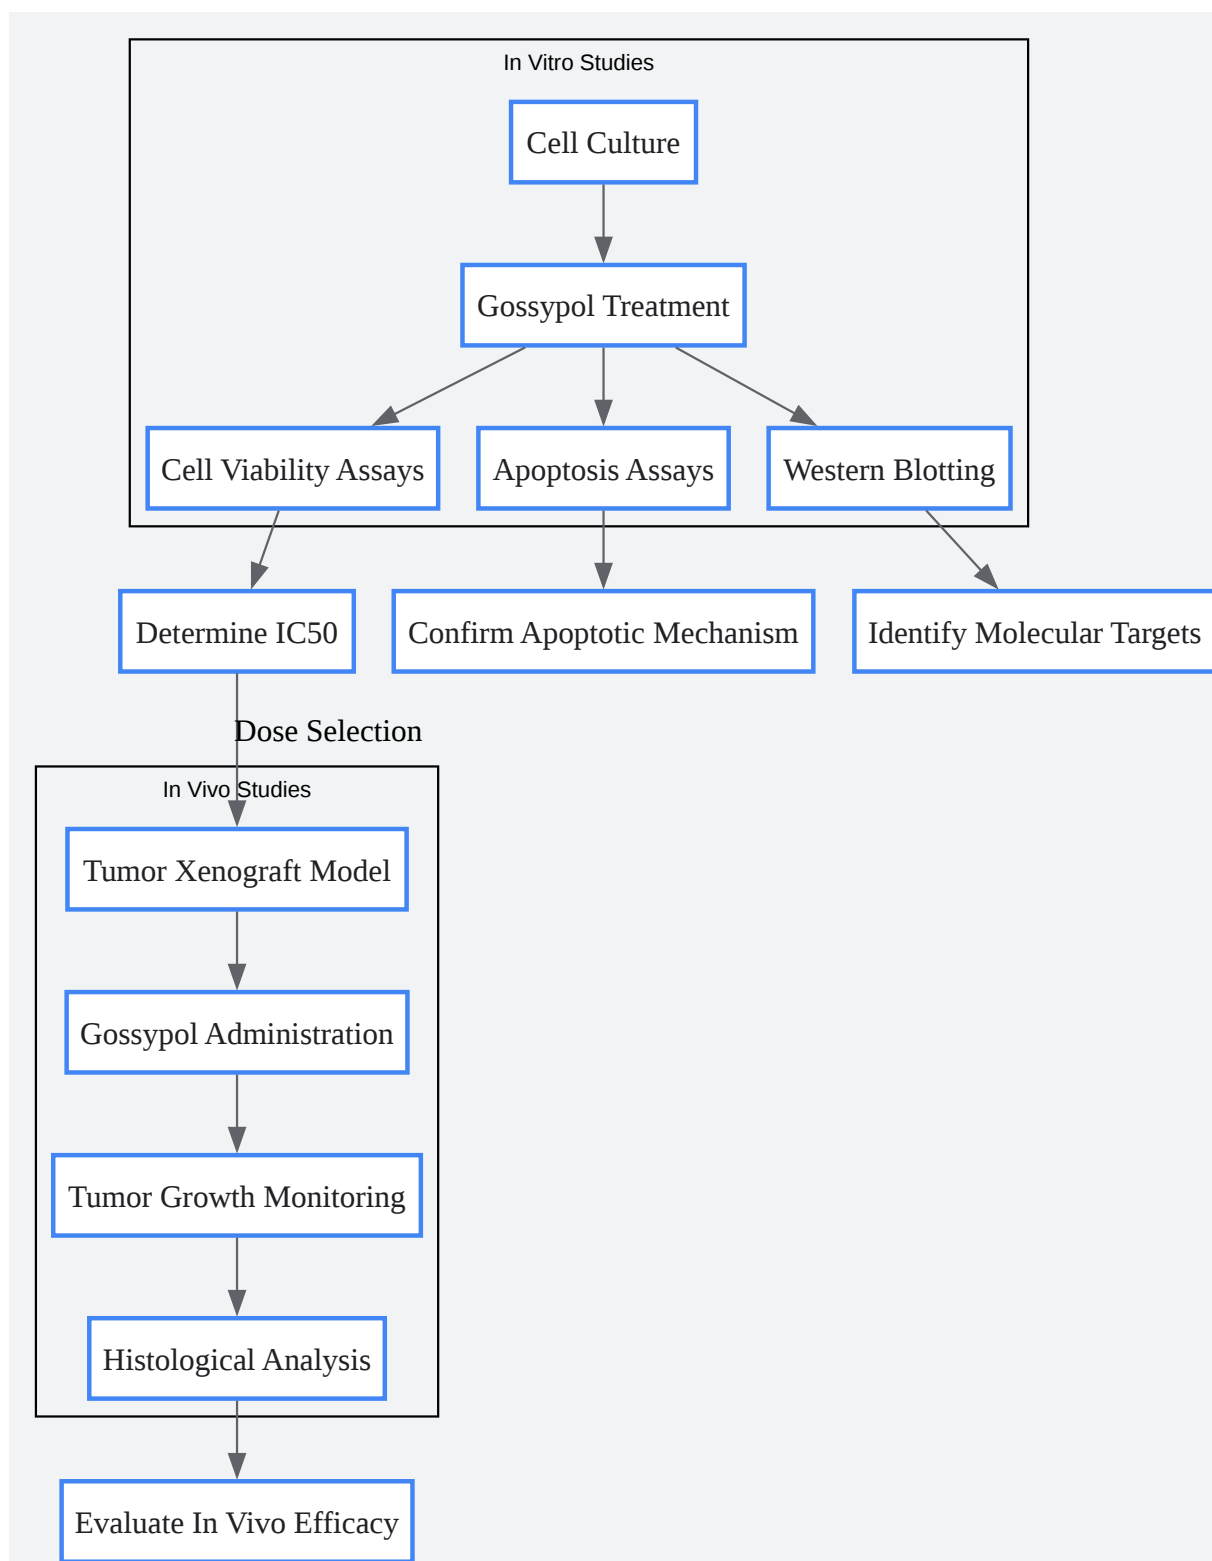 In Vitro Studies
Cell Culture
Gossypol Treatment
Cell Viability Assays
Apoptosis Assays
Western Blotting
Determine IC50
Confirm Apoptotic Mechanism
Identify Molecular Targets
Dose Selection
In Vivo Studies
Tumor Xenograft Model
Gossypol Administration
Tumor Growth Monitoring
Histological Analysis
Evaluate In Vivo Efficacy